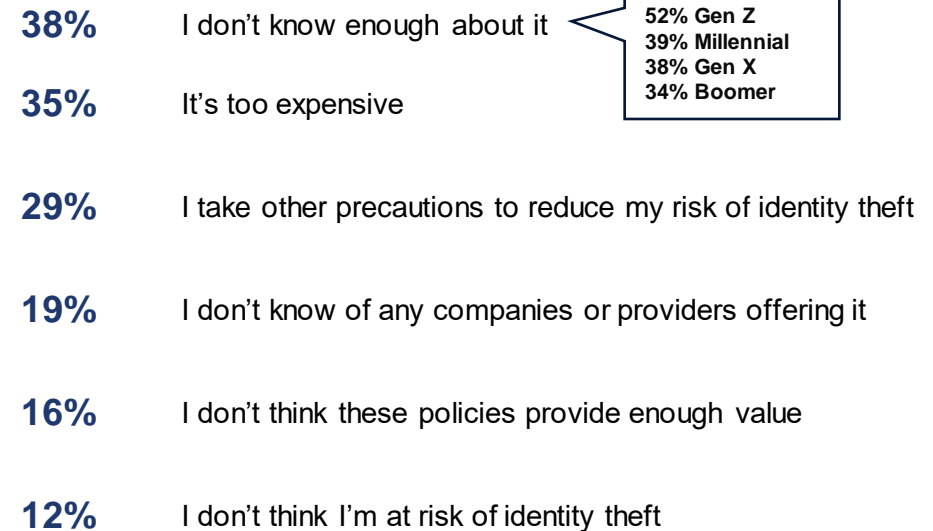 38% I don't know enough about it
52% Gen Z
39% Millennial
38% Gen X
34% Boomer
35% It's too expensive
29% I take other precautions to reduce my risk of identity theft
19% I don't know of any companies or providers offering it
16% I don't think these policies provide enough value
12% I don't think I'm at risk of identity theft